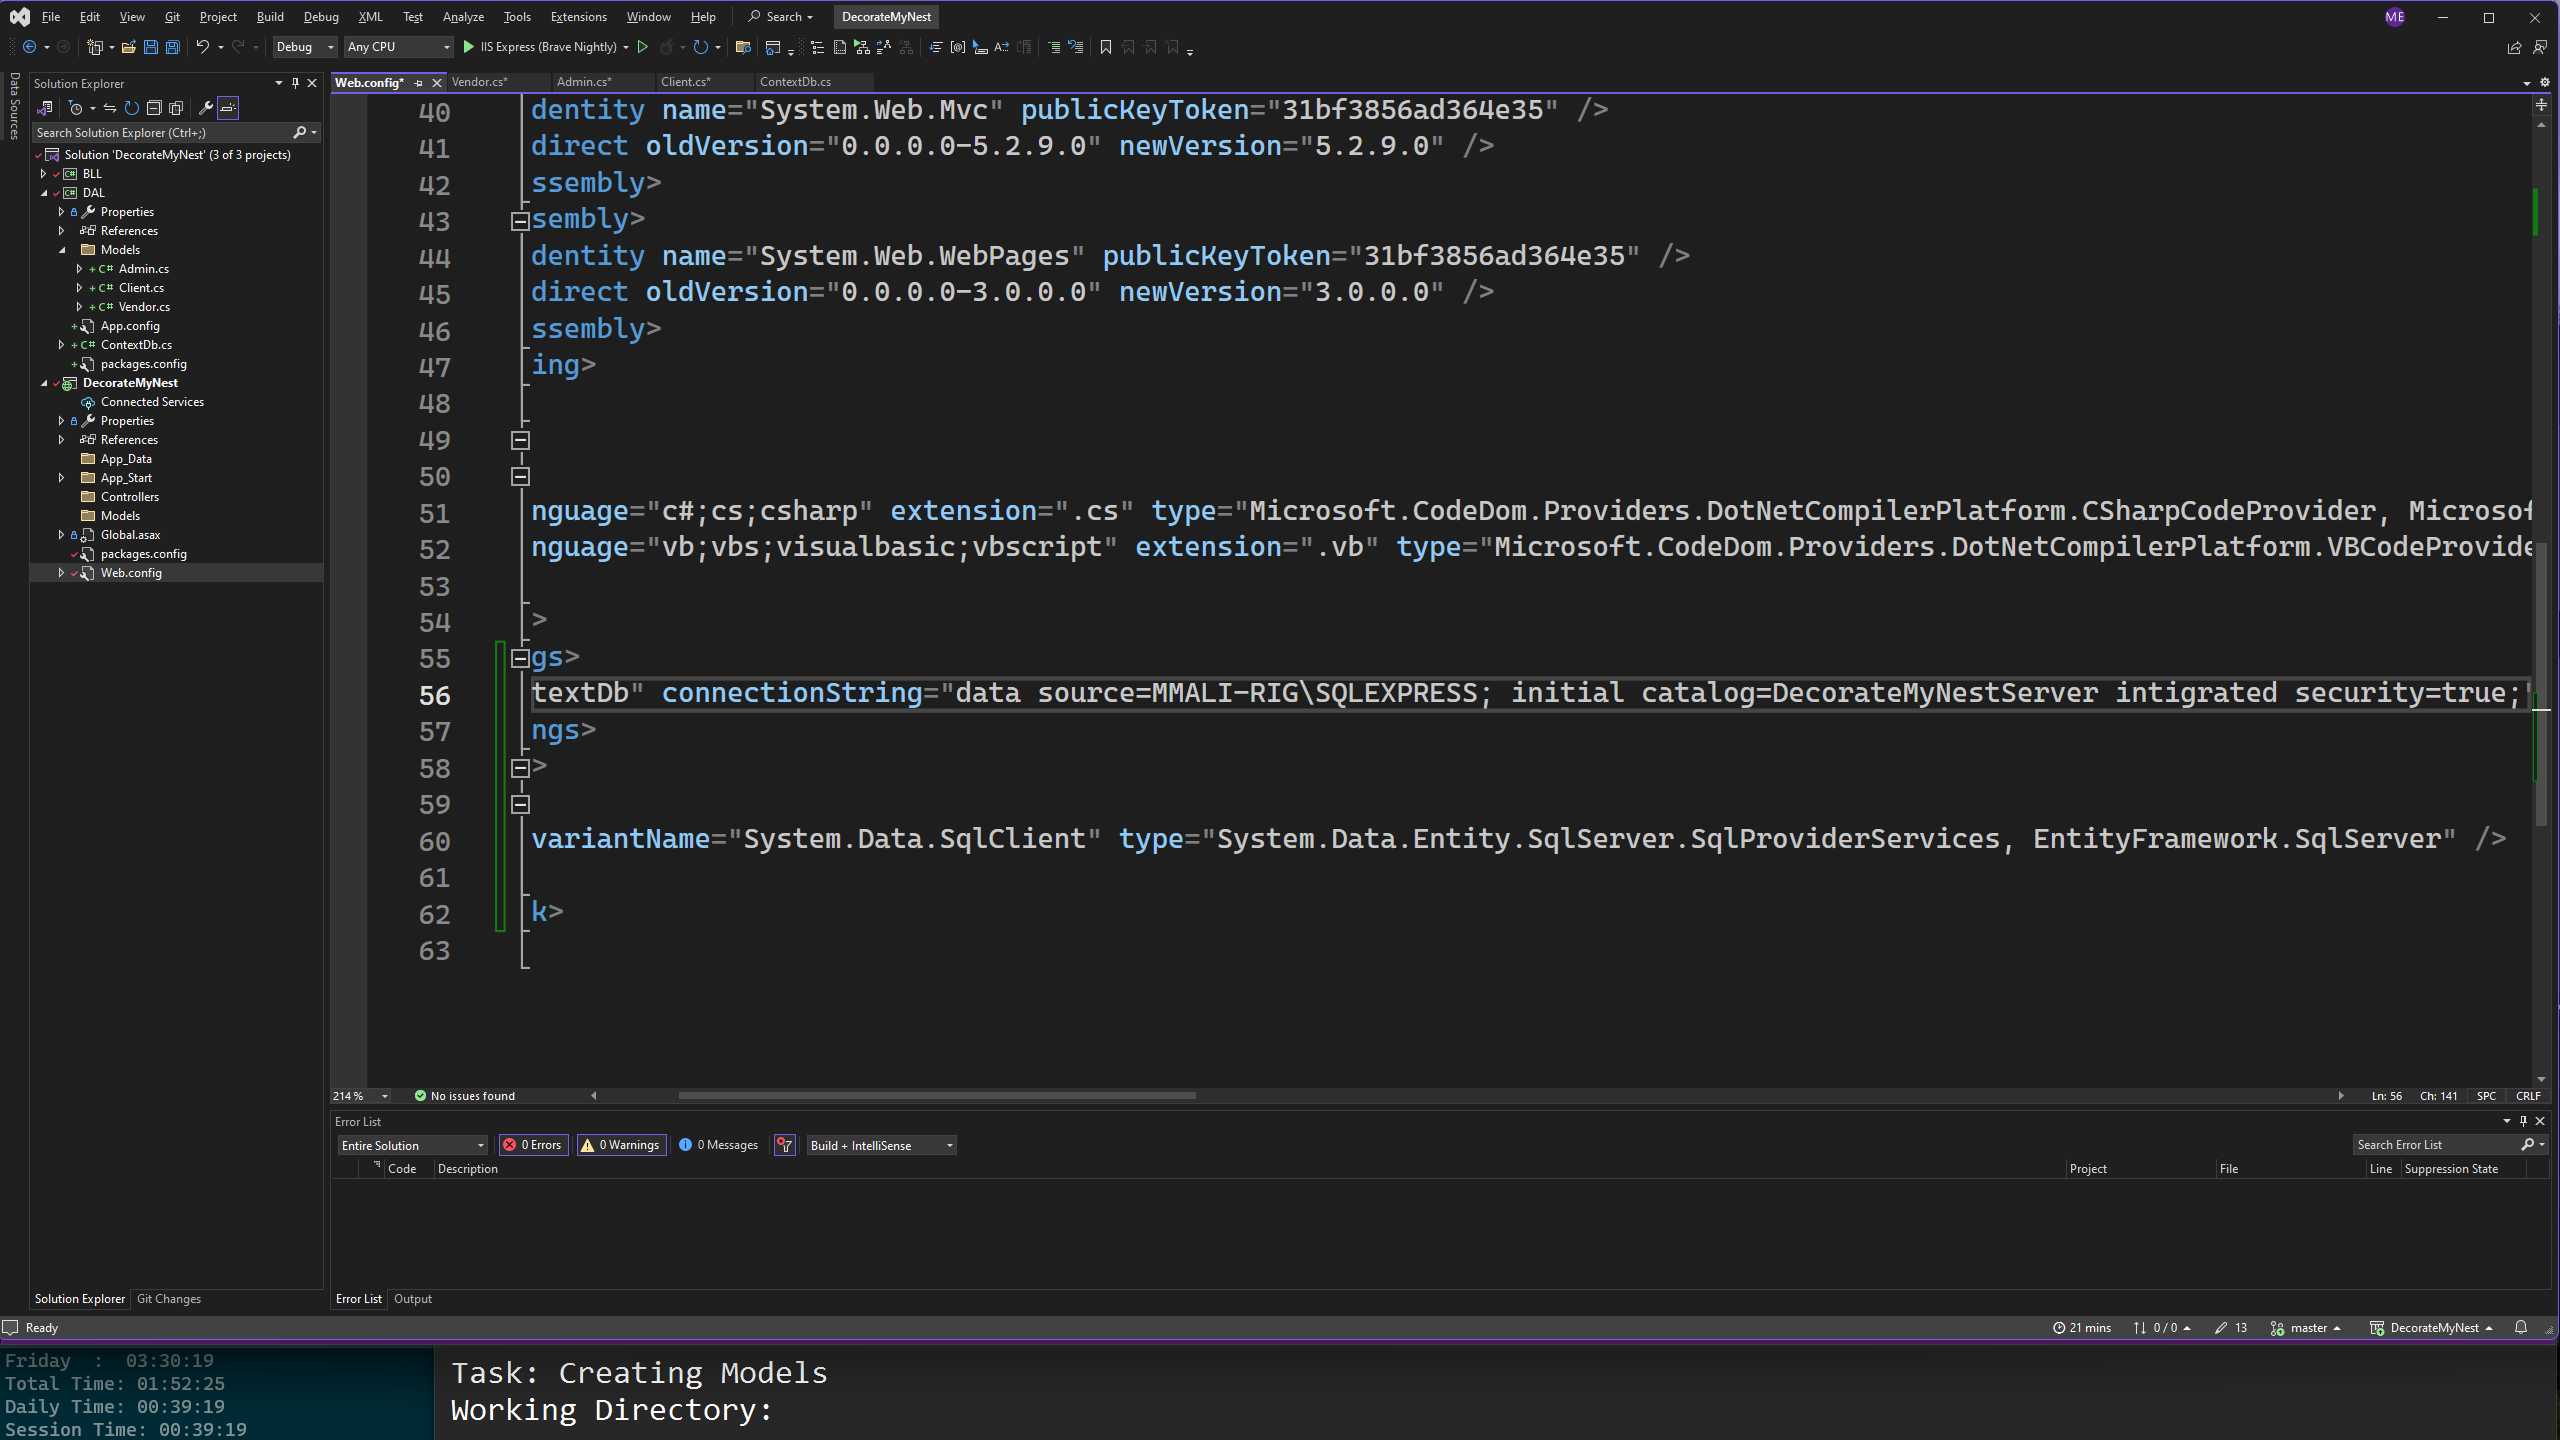 File Edit View Git Project Build Debug XML Test Analyze Tools Extensions Window Help Search DecorateMyNest ME
Debug Any CPU IIS Express (Brave Nightly)
Data Sources
Solution Explorer
Search Solution Explorer (Ctrl+;)
Solution 'DecorateMyNest' (3 of 3 projects)
BLL
DAL
Properties
References
Models
C# Admin.cs
C# Client.cs
C# Vendor.cs
App.config
C# ContextDb.cs
packages.config
DecorateMyNest
Connected Services
Properties
References
App_Data
App_Start
Controllers
Models
Global.asax
packages.config
Web.config
Solution Explorer Git Changes
Web.config* Vendor.cs* Admin.cs* Client.cs* ContextDb.cs
40 dentity name="System.Web.Mvc" publicKeyToken="31bf3856ad364e35" />
41 direct oldVersion="0.0.0.0-5.2.9.0" newVersion="5.2.9.0" />
42 ssembly>
43 sembly>
44 dentity name="System.Web.WebPages" publicKeyToken="31bf3856ad364e35" />
45 direct oldVersion="0.0.0.0-3.0.0.0" newVersion="3.0.0.0" />
46 ssembly>
47 ing>
48
49
50
51 nguage="c#;cs;csharp" extension=".cs" type="Microsoft.CodeDom.Providers.DotNetCompilerPlatform.CSharpCodeProvider, Microsof
52 nguage="vb;vbs;visualbasic;vbscript" extension=".vb" type="Microsoft.CodeDom.Providers.DotNetCompilerPlatform.VBCodeProvide
53
54 >
55 gs>
56 textDb" connectionString="data source=MMALI-RIG\SQLEXPRESS; initial catalog=DecorateMyNestServer intigrated security=true;"
57 ngs>
58 >
59
60 variantName="System.Data.SqlClient" type="System.Data.Entity.SqlServer.SqlProviderServices, EntityFramework.SqlServer" />
61
62 k>
63
214 % No issues found Ln: 56 Ch: 141 SPC CRLF
Error List
Entire Solution 0 Errors 0 Warnings 0 Messages Build + IntelliSense Search Error List
Code Description Project File Line Suppression State
Error List Output
Ready 21 mins 0 / 0 13 master DecorateMyNest
Friday : 03:30:19
Total Time: 01:52:25
Daily Time: 00:39:19
Session Time: 00:39:19
Task: Creating Models
Working Directory: